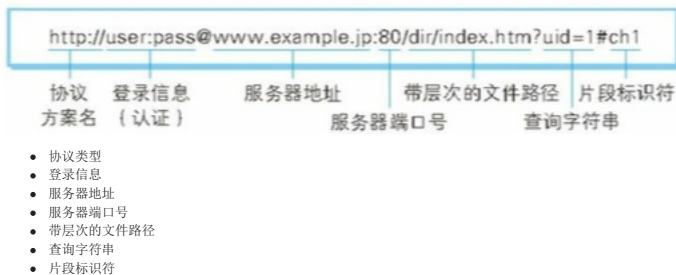 http://user:pass@www.example.jp:80/dir/index.htm?uid=1#ch1
协议 登录信息 服务器地址 带层次的文件路径 片段标识符
方案名 (认证) 服务器端口号 查询字符串
• 协议类型
• 登录信息
• 服务器地址
• 服务器端口号
• 带层次的文件路径
• 查询字符串
• 片段标识符